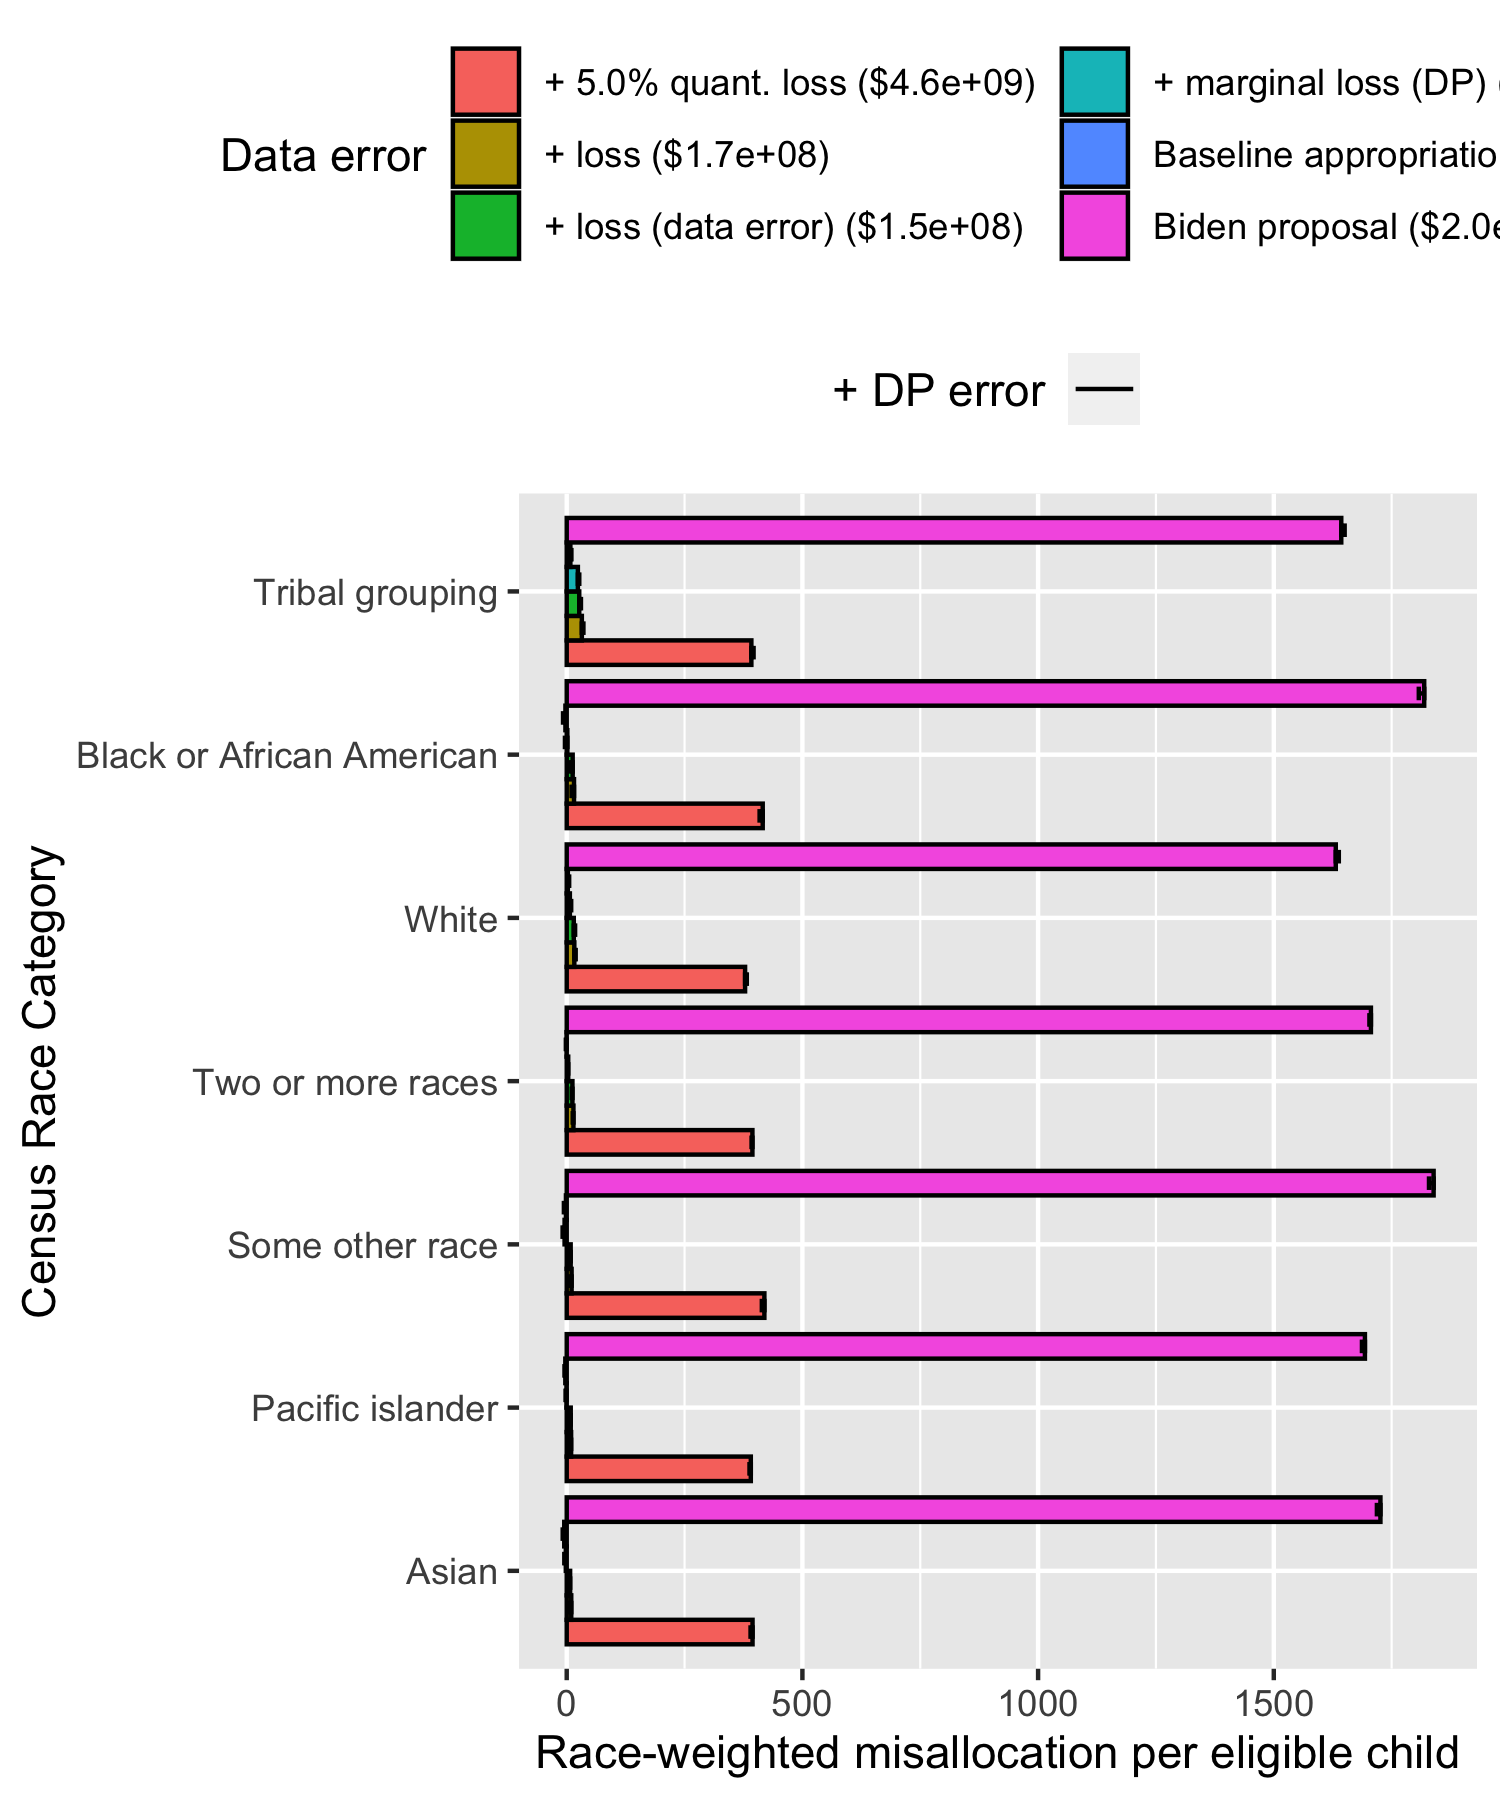 Data error
+ 5.0% quant. loss ($4.6e+09)
+ loss ($1.7e+08)
+ loss (data error) ($1.5e+08)
+ marginal loss (DP) (
Baseline appropriatio
Biden proposal ($2.0e
+ DP error
Census Race Category
Tribal grouping
Black or African American
White
Two or more races
Some other race
Pacific islander
Asian
0 500 1000 1500
Race-weighted misallocation per eligible child